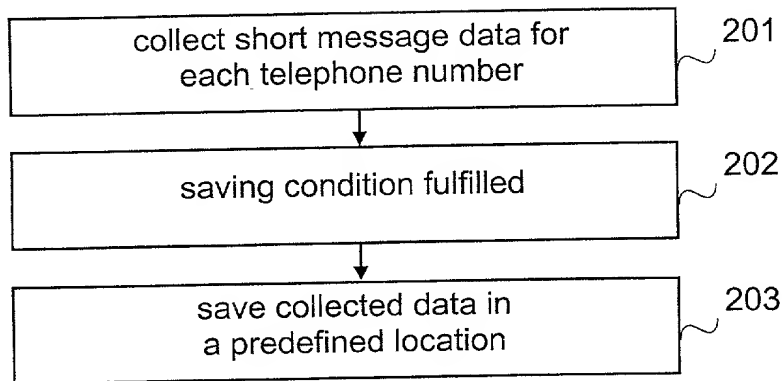 collect short message data for
each telephone number
201
saving condition fulfilled
202
save collected data in
a predefined location
203